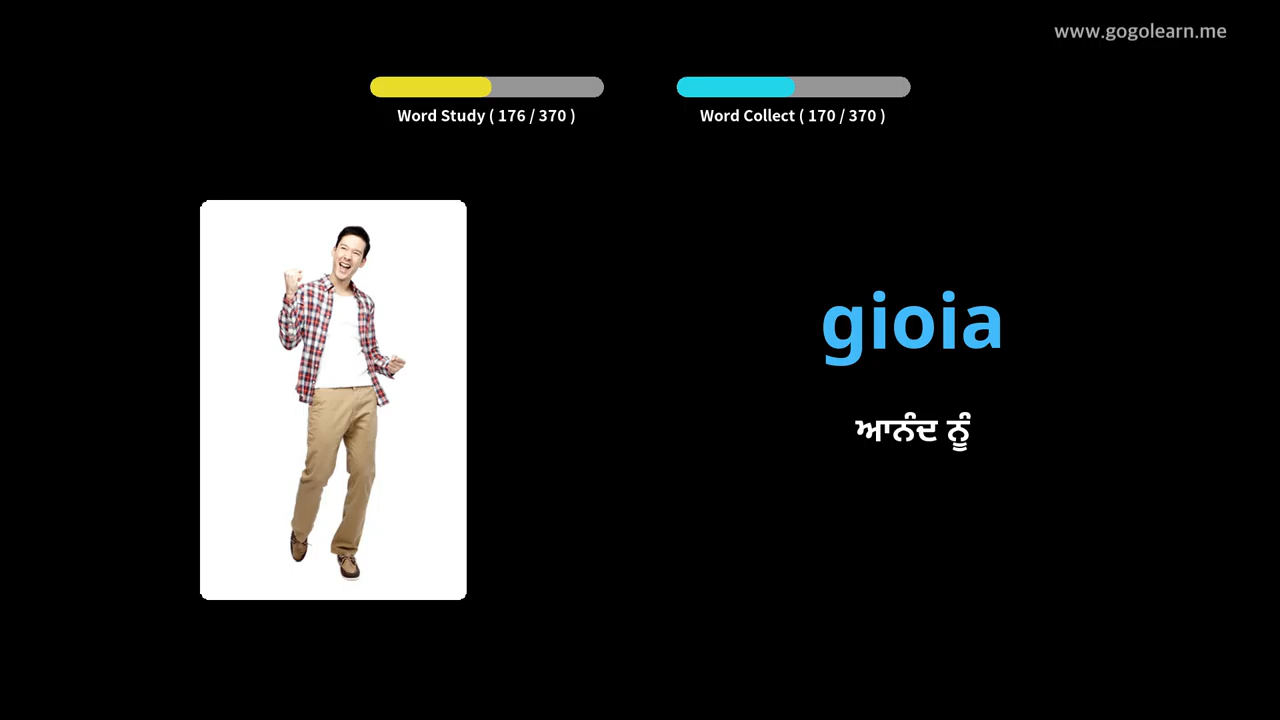 www.gogolearn.me
Word Study ( 176 / 370 )
Word Collect ( 170 / 370 )
gioia
ਆਨੰਦ ਨੂੰ